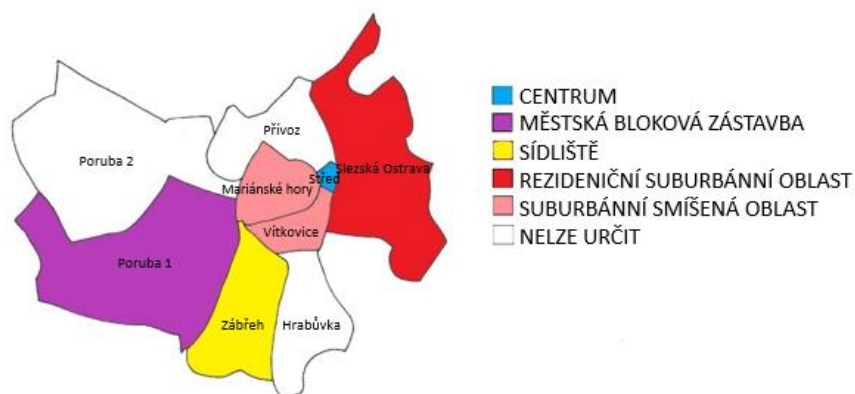 Přívoz
Poruba 2
Mariánské hory
Střed
Slezská Ostrava
Vítkovice
Poruba 1
Zábřeh
Hrabůvka
CENTRUM
MĚSTSKÁ BLOKOVÁ ZÁSTAVBA
SÍDLIŠTĚ
REZIDENIČNÍ SUBURBÁNNÍ OBLAST
SUBURBÁNNÍ SMÍŠENÁ OBLAST
NELZE URČIT